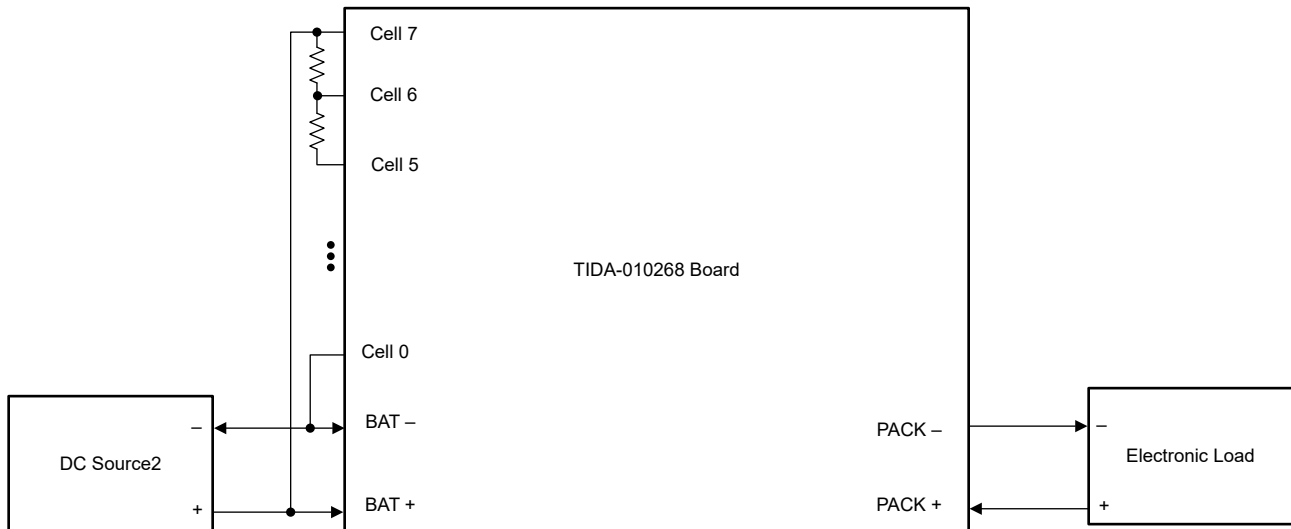 Cell 7
Cell 6
Cell 5
TIDA-010268 Board
Cell 0
–
BAT –
PACK –
–
DC Source2
Electronic Load
+
BAT +
PACK +
+